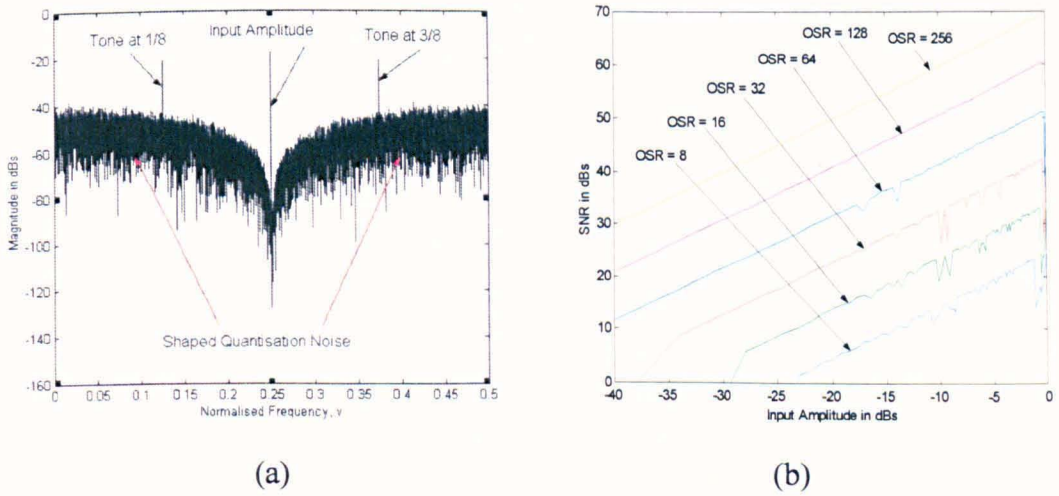 0
-20
-40
-60
-80
-100
-120
-140
-160
Magnitude in dBs
Tone at 1/8
Input Amplitude
Tone at 3/8
Shaped Quantisation Noise
0 0.05 0.1 0.15 0.2 0.25 0.3 0.35 0.4 0.45 0.5
Normalised Frequency, ν
(a)
70
60
50
40
30
20
10
0
SNR in dBs
OSR = 128
OSR = 256
OSR = 64
OSR = 32
OSR = 16
OSR = 8
-40 -35 -30 -25 -20 -15 -10 -5 0
Input Amplitude in dBs
(b)